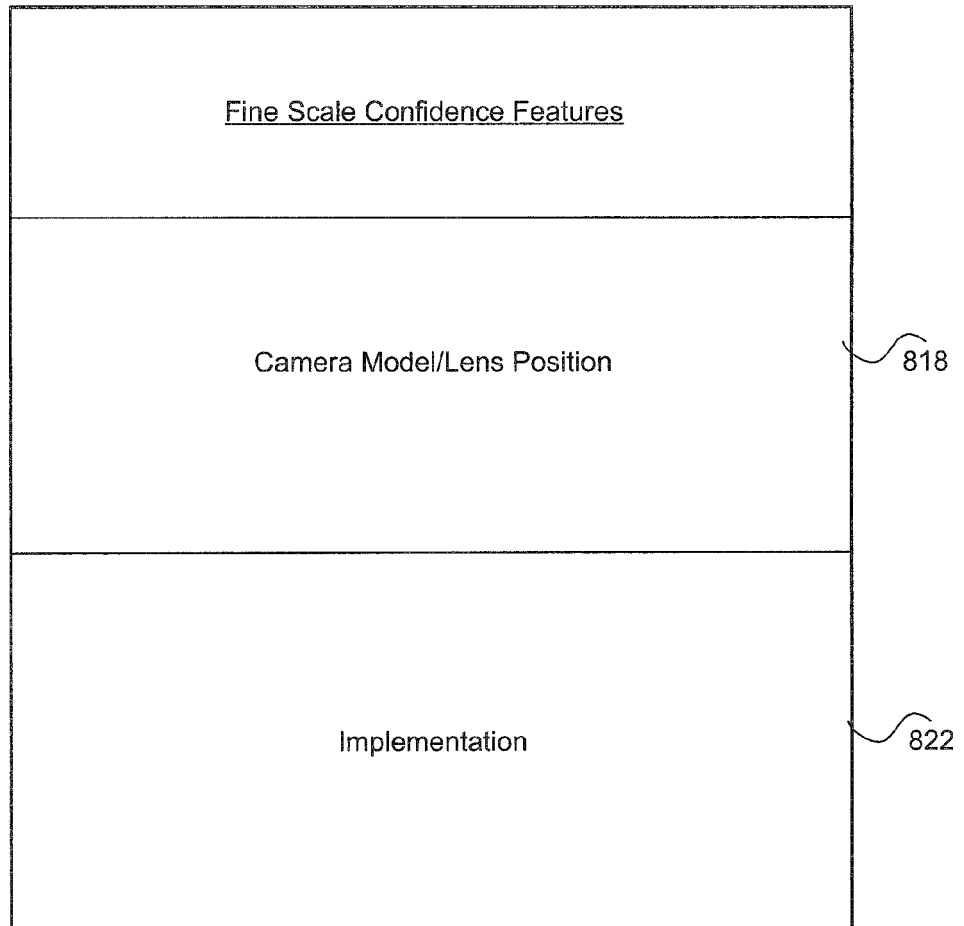 Fine Scale Confidence Features
Camera Model/Lens Position
818
Implementation
822